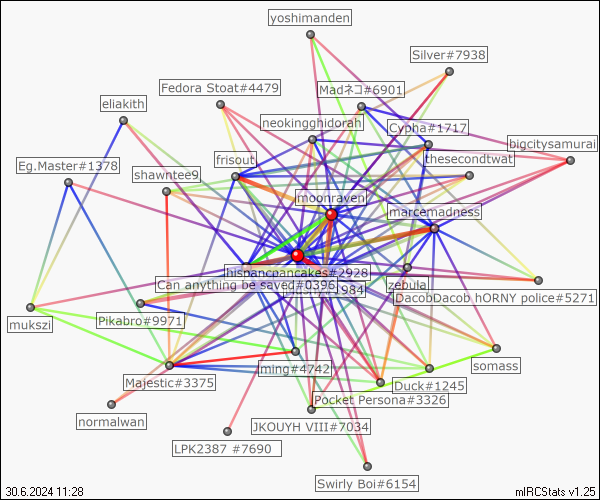 yoshimanden
Silver#7938
Fedora Stoat#4479
Madネコ#6901
eliakith
neokingghidorah
Cypha#1717
bigcitysamurai
Eg.Master#1378
frisout
thesecondtwat
shawntee9
moonraven
marcemadness
hispancpancakes#2928
Can anything be saved#0396
1984
zebula
DacobDacob hORNY police#5271
mukszi
Pikabro#9971
Majestic#3375
ming#4742
somass
Duck#1245
Pocket Persona#3326
normalwan
JKOUYH VIII#7034
LPK2387 #7690
Swirly Boi#6154
30.6.2024 11:28
mIRCStats v1.25